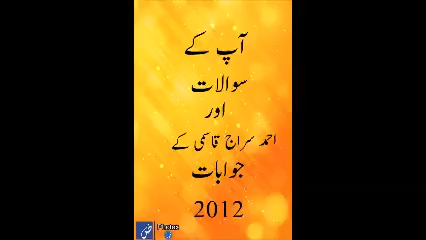 آپ کے
سوالات
اور
احمد سراج قاسمی کے
جوابات
2012